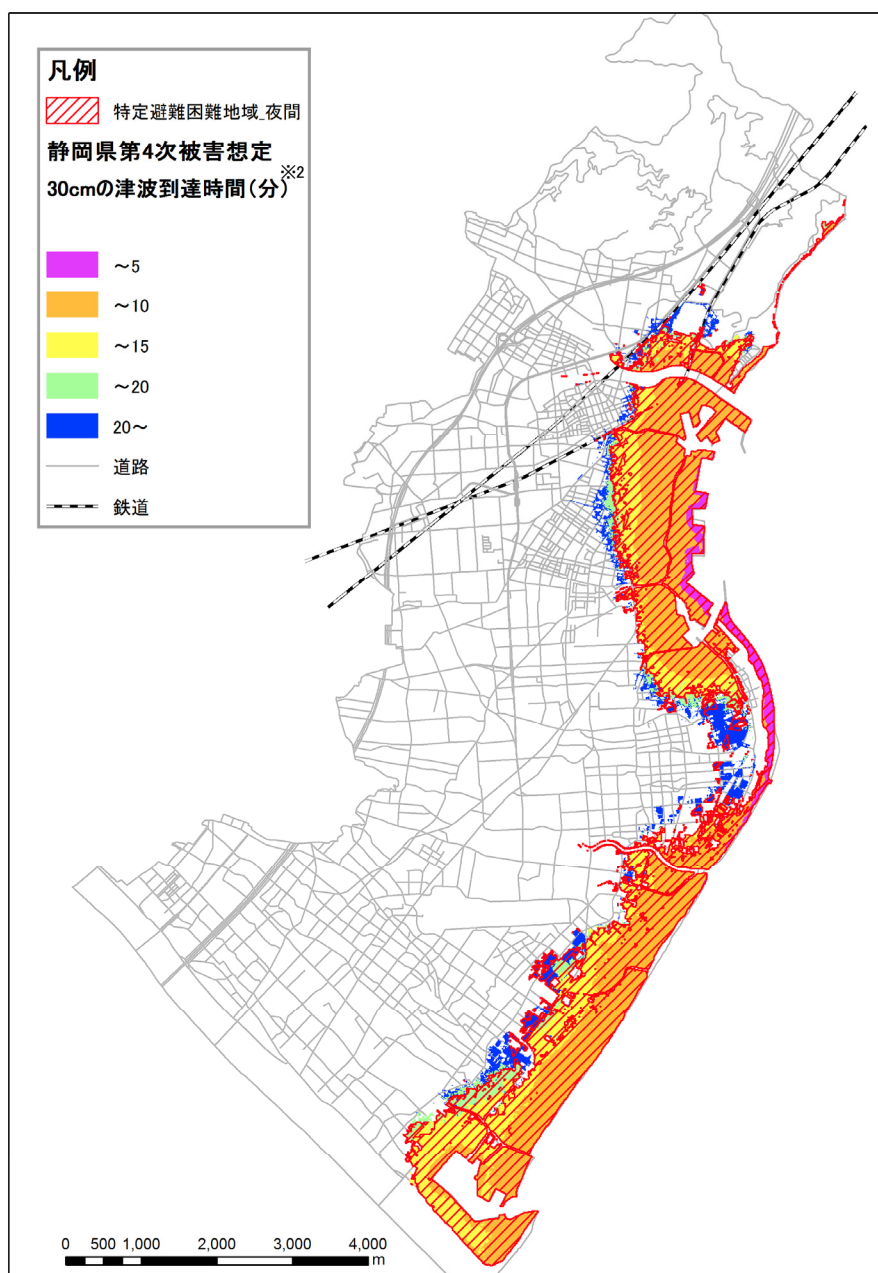 凡例
特定避難困難地域_夜間
静岡県第4次被害想定
30cmの津波到達時間(分)※2
～5
～10
～15
～20
20～
道路
鉄道
0 500 1,000 2,000 3,000 4,000
m